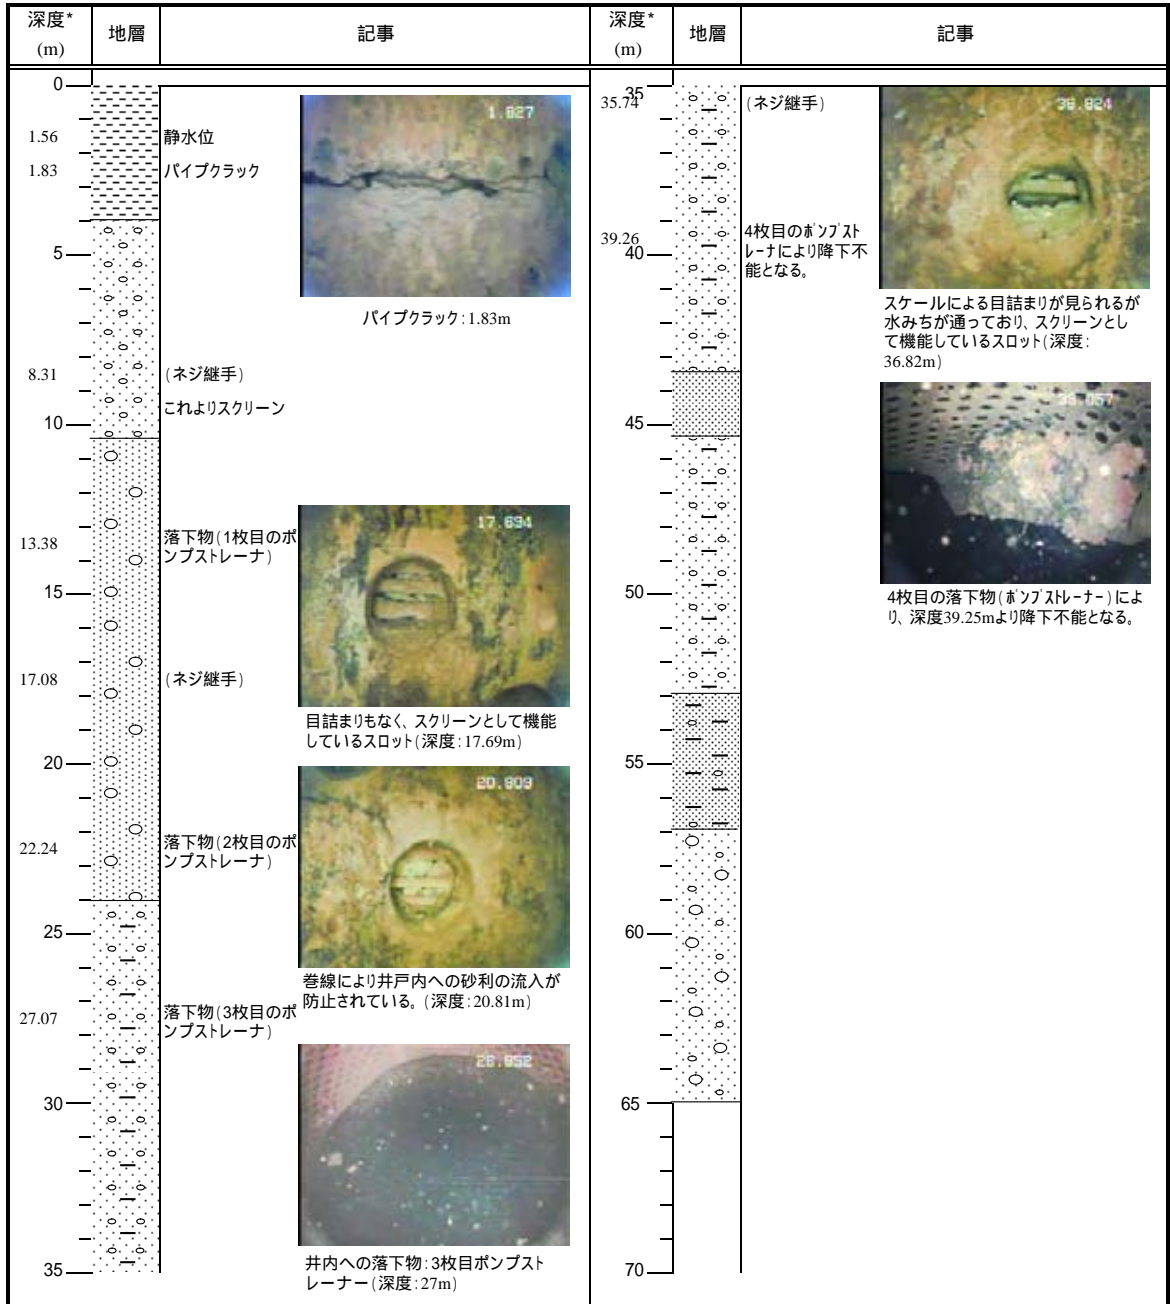 深度* 地層 記事
(m)
0
1.56 静水位
1.83 パイプクラック
1.827
パイプクラック:1.83m
5
8.31 (ネジ継手)
これよりスクリーン
10
13.38 落下物(1枚目のポ
ンプストレーナ)
15
17.694
17.08 (ネジ継手)
目詰まりもなく、スクリーンとして機能
しているスロット(深度:17.69m)
20
20.809
22.24 落下物(2枚目のポ
ンプストレーナ)
25
巻線により井戸内への砂利の流入が
防止されている。(深度:20.81m)
27.07 落下物(3枚目のポ
ンプストレーナ)
30
井内への落下物:3枚目ポンプスト
レーナー(深度:27m)
35
深度* 地層 記事
(m)
35
35.74 (ネジ継手)
36.824
39.26 4枚目のポンプスト
レーナにより降下不
能となる。
40
スケールによる目詰まりが見られるが
水みちが通っており、スクリーンとし
て機能しているスロット(深度:
36.82m)
45
50
4枚目の落下物(ポンプストレーナー)によ
り、深度39.25mより降下不能となる。
55
60
65
70